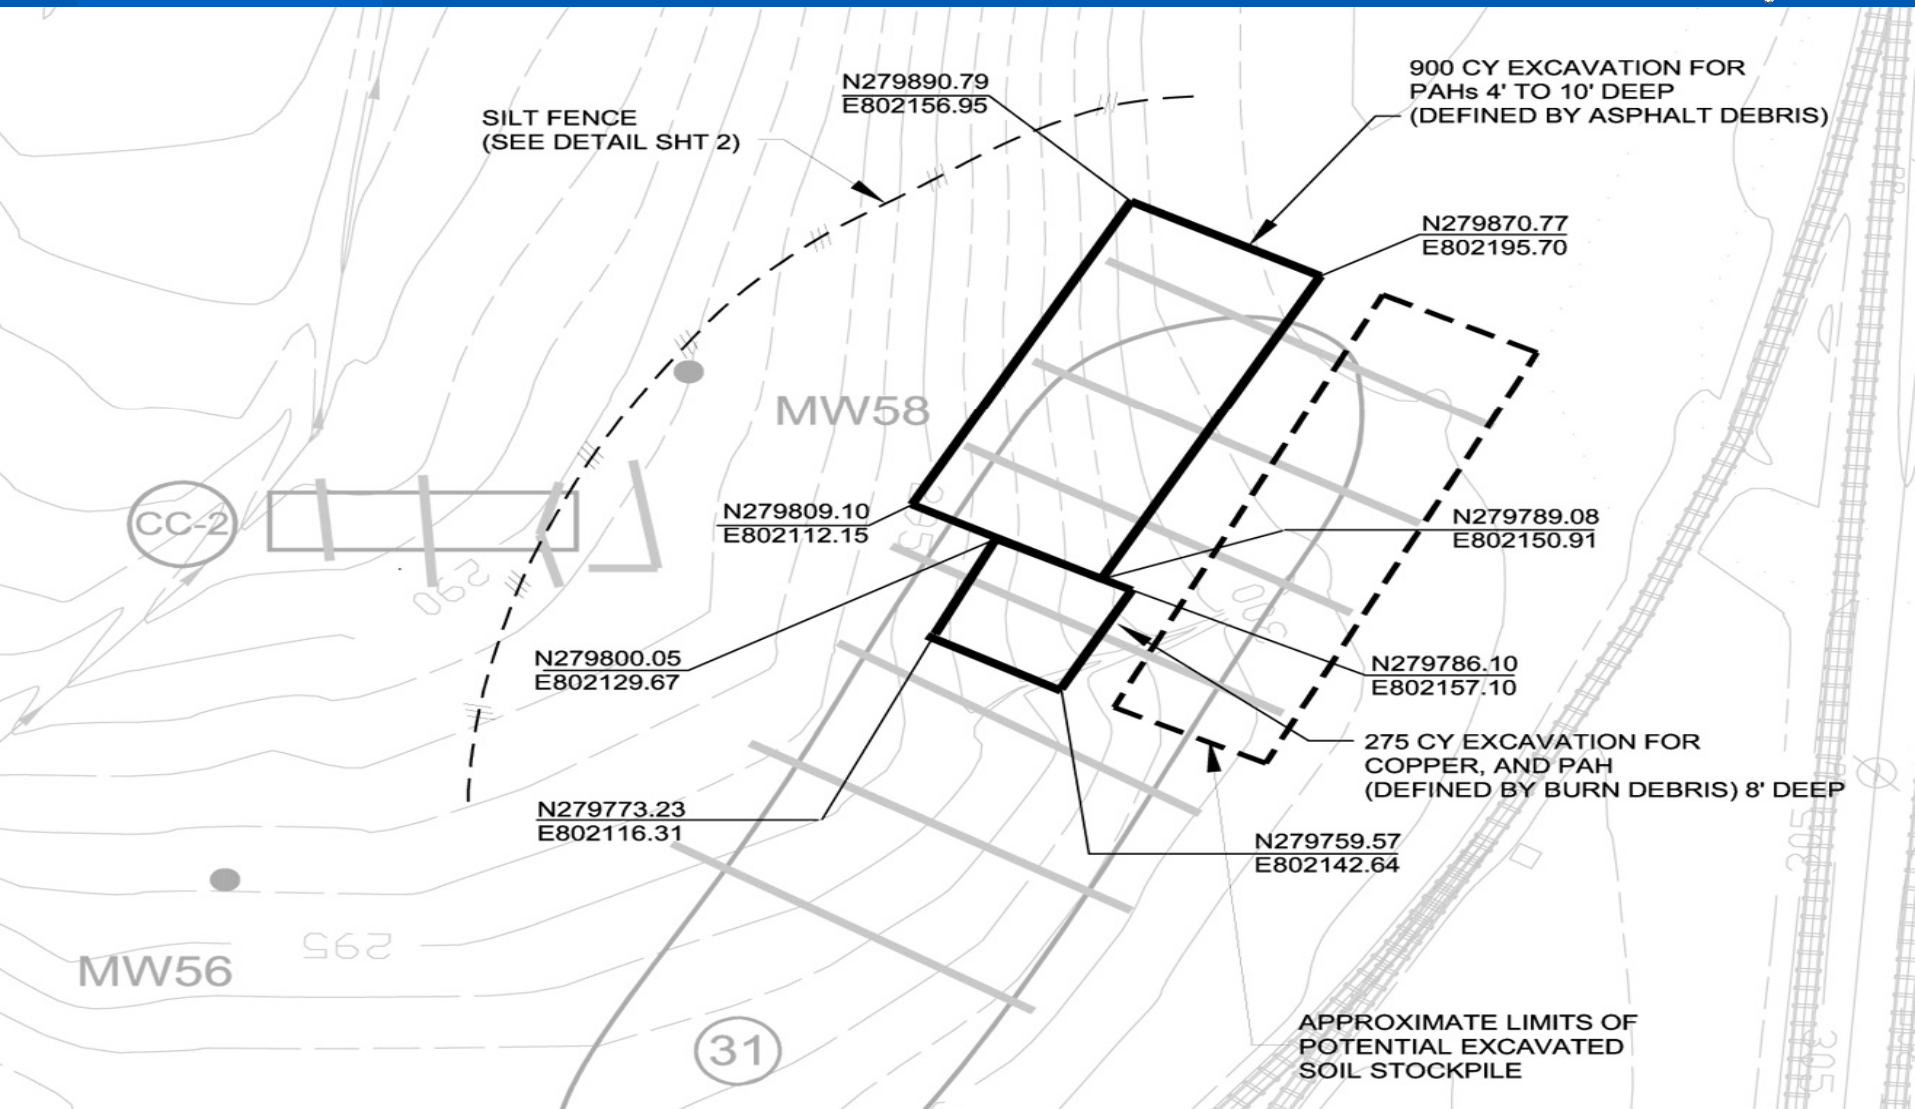 900 CY EXCAVATION FOR
PAHs 4' TO 10' DEEP
(DEFINED BY ASPHALT DEBRIS)
N279890.79
E802156.95
SILT FENCE
(SEE DETAIL SHT 2)
N279870.77
E802195.70
MW58
N279809.10
E802112.15
CC-2
N279789.08
E802150.91
290
300
N279800.05
E802129.67
N279786.10
E802157.10
275 CY EXCAVATION FOR
COPPER, AND PAH
(DEFINED BY BURN DEBRIS) 8' DEEP
N279773.23
E802116.31
N279759.57
E802142.64
305
295
MW56
31
APPROXIMATE LIMITS OF
POTENTIAL EXCAVATED
SOIL STOCKPILE
305